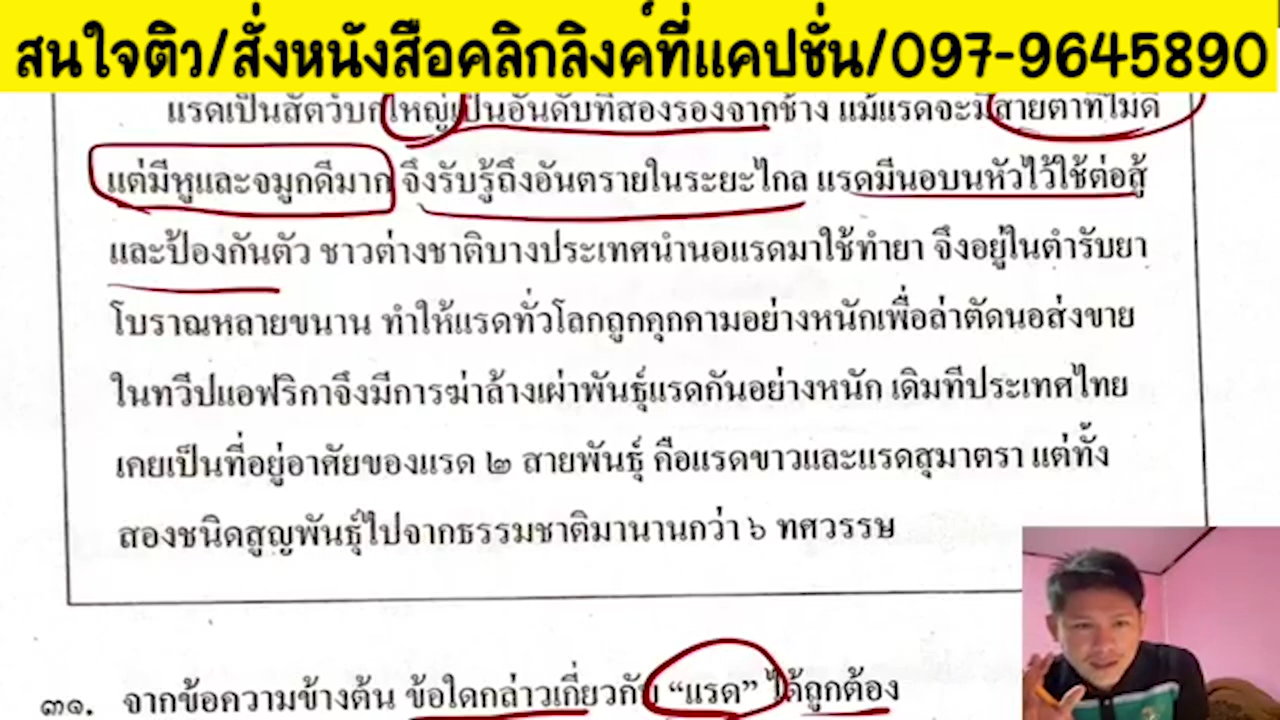 สนใจติว/สั่งหนังสือคลิกลิงค์ที่แคปชั่น/097-9645890
แรดเป็นสัตว์บกใหญ่เป็นอันดับที่สองรองจากช้าง แม้แรดจะมีสายตาที่ไม่ดี
แต่มีหูและจมูกดีมาก จึงรับรู้ถึงอันตรายในระยะไกล แรดมีนอบนหัวไว้ใช้ต่อสู้
และป้องกันตัว ชาวต่างชาติบางประเทศนำนอแรดมาใช้ทำยา จึงอยู่ในตำรับยา
โบราณหลายขนาน ทำให้แรดทั่วโลกถูกคุกคามอย่างหนักเพื่อล่าตัดนอส่งขาย
ในทวีปแอฟริกาจึงมีการฆ่าล้างเผ่าพันธุ์แรดกันอย่างหนัก เดิมทีประเทศไทย
เคยเป็นที่อยู่อาศัยของแรด ๒ สายพันธุ์ คือแรดชวาและแรดสุมาตรา แต่ทั้ง
สองชนิดสูญพันธุ์ไปจากธรรมชาติมานานกว่า ๖ ทศวรรษ
๓๑. จากข้อความข้างต้น ข้อใดกล่าวเกี่ยวกับ “แรด” ได้ถูกต้อง